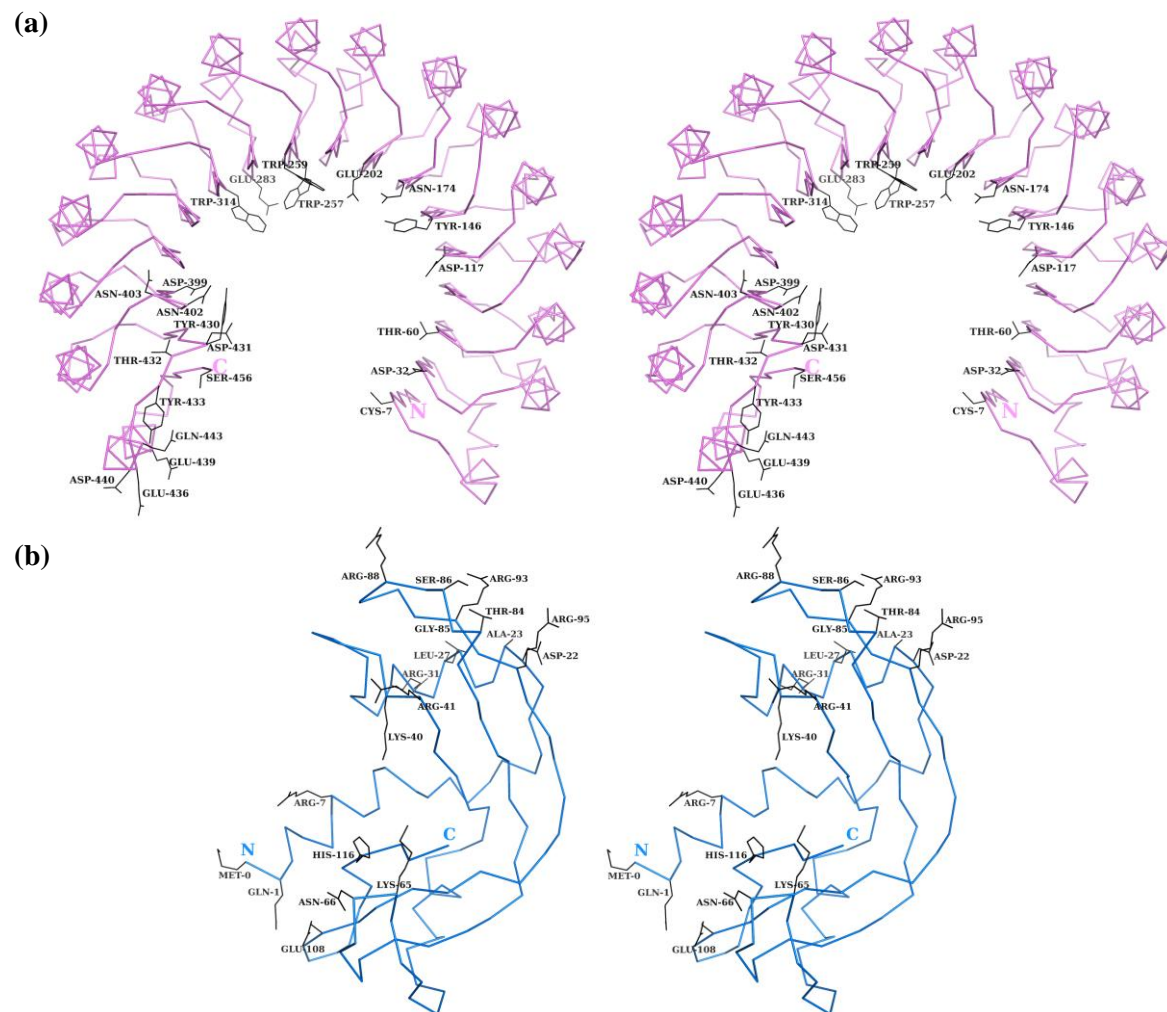 (a)
TRP-259
GLU-283
GLU-202
ASN-174
TRP-314
TRP-257
TYR-146
ASP-117
ASP-399
ASN-403
ASN-402
TYR-430
THR-60
ASP-431
THR-432
C
ASP-32
SER-456
TYR-433
CYS-7
N
GLN-443
GLU-439
ASP-440
GLU-436
TRP-259
GLU-283
GLU-202
ASN-174
TRP-314
TRP-257
TYR-146
ASP-117
ASP-399
ASN-403
ASN-402
TYR-430
THR-60
ASP-431
THR-432
C
ASP-32
SER-456
TYR-433
CYS-7
N
GLN-443
GLU-439
ASP-440
GLU-436
(b)
ARG-88
SER-86
ARG-93
THR-84
ARG-95
GLY-85
ALA-23
LEU-27
ASP-22
ARG-31
ARG-41
LYS-40
ARG-7
C
N
HIS-116
MET-0
LYS-65
GLN-1
ASN-66
GLU-108
ARG-88
SER-86
ARG-93
THR-84
ARG-95
GLY-85
ALA-23
LEU-27
ASP-22
ARG-31
ARG-41
LYS-40
ARG-7
C
N
HIS-116
MET-0
LYS-65
GLN-1
ASN-66
GLU-108